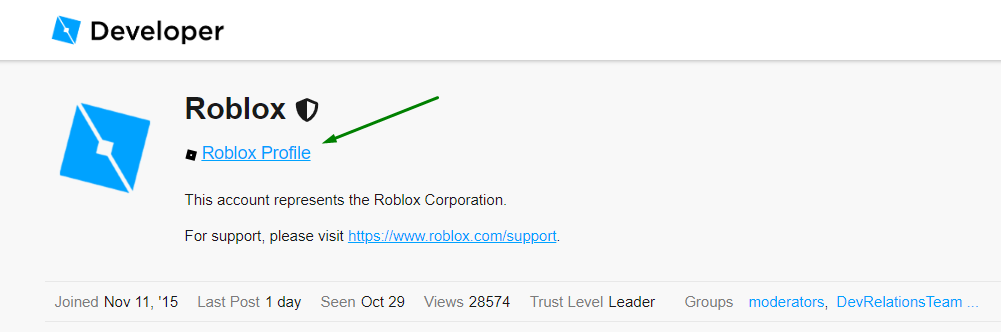 Developer
Roblox
Roblox Profile
This account represents the Roblox Corporation.
For support, please visit https://www.roblox.com/support.
Joined Nov 11, '15 Last Post 1 day Seen Oct 29 Views 28574 Trust Level Leader Groups moderators, DevRelationsTeam ...